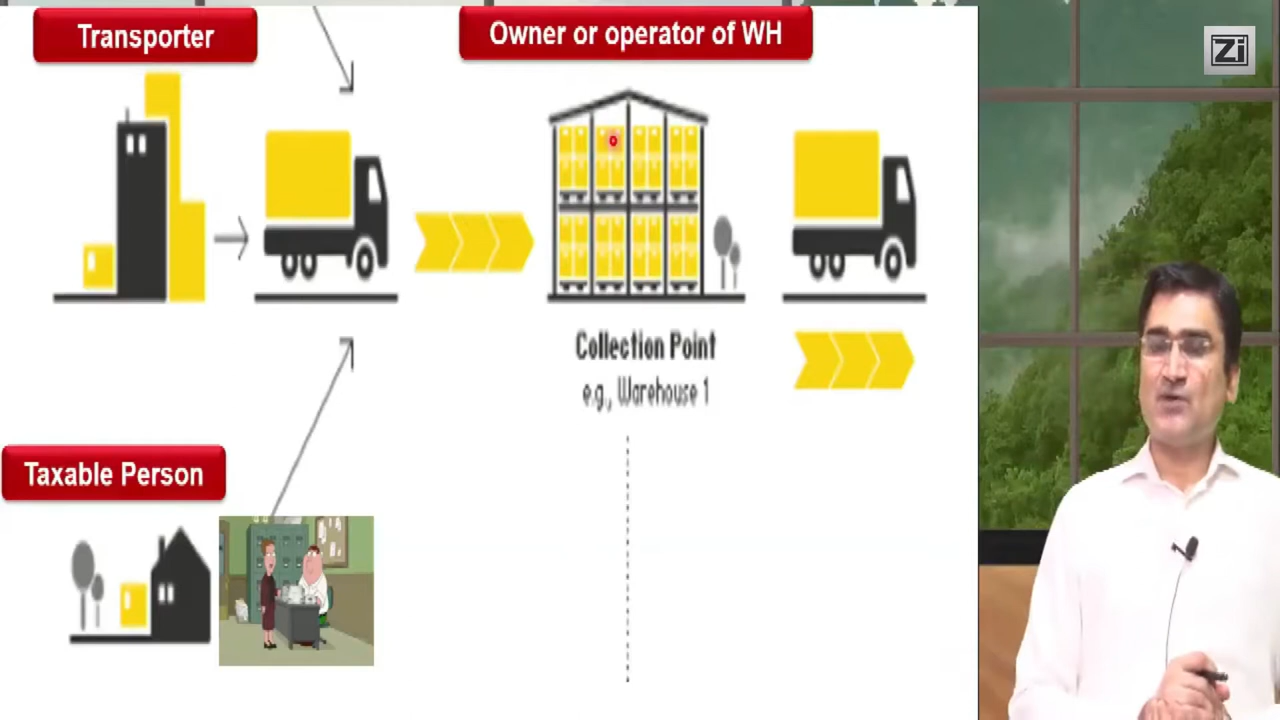 Transporter
Owner or operator of WH
Zi
Collection Point
e.g., Warehouse 1
Taxable Person